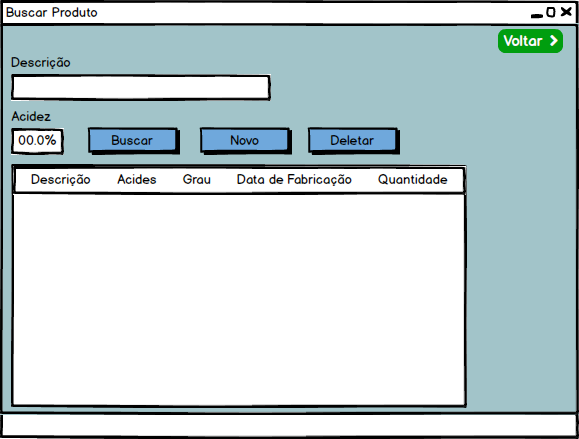 Buscar Produto
Voltar
Descrição
Acidez
00.0% Buscar Novo Deletar
Descrição Acides Grau Data de Fabricação Quantidade